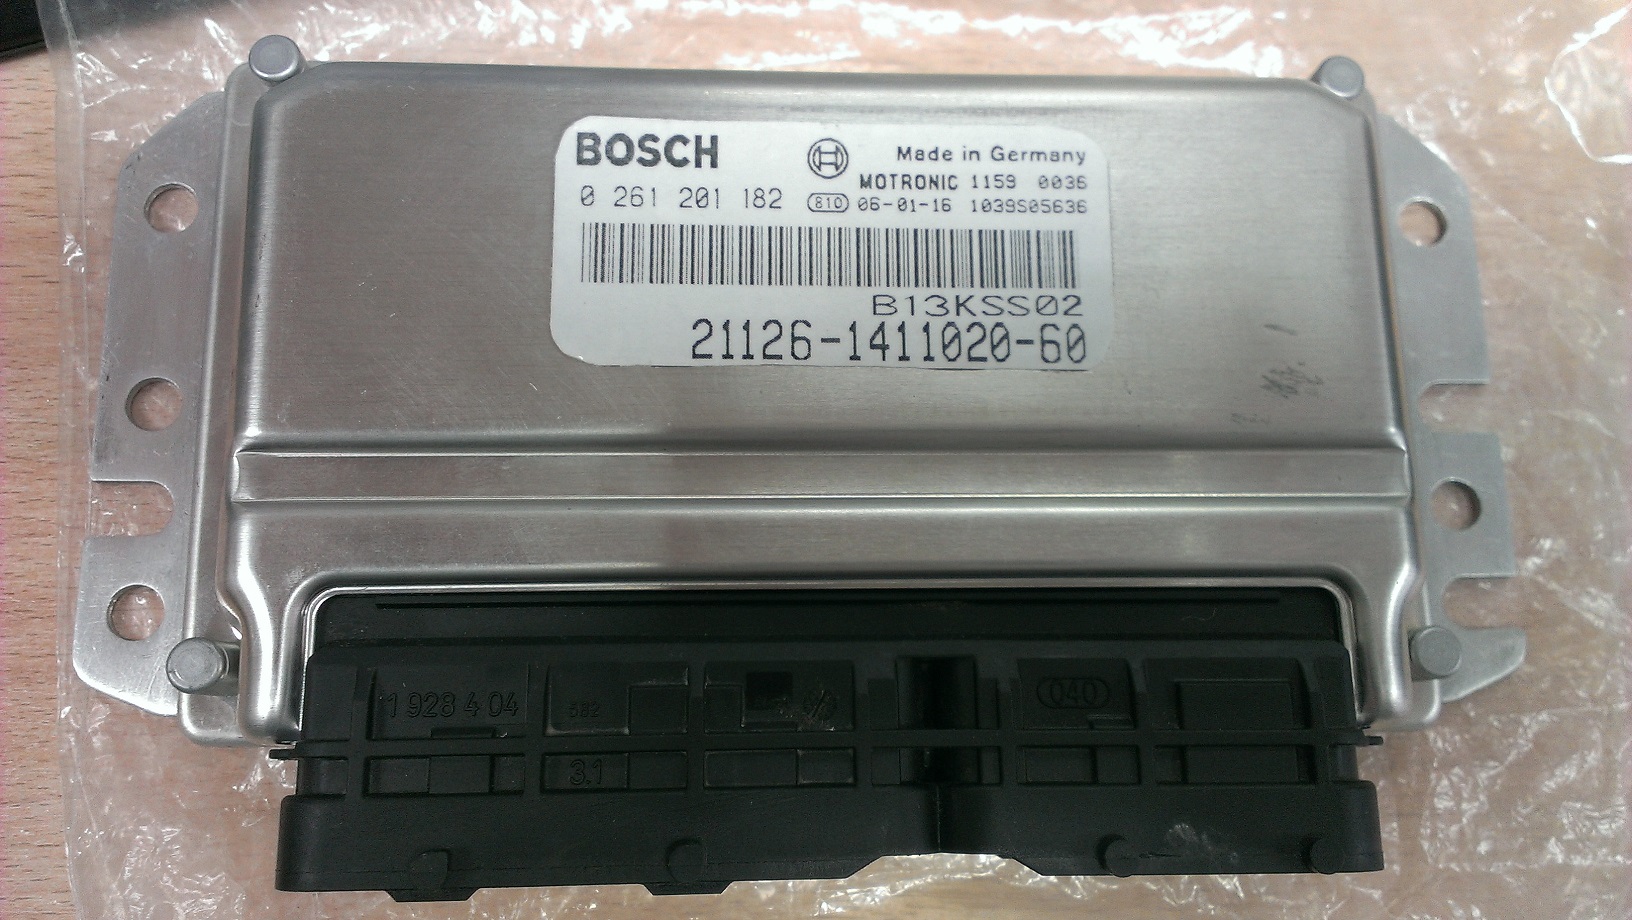 BOSCH
Made in Germany
MOTRONIC 1159 0036
0 261 201 182
810 06-01-16 1039S05636
B13KSS02
21126-1411020-60
1 928 4 04
582
040
3.1